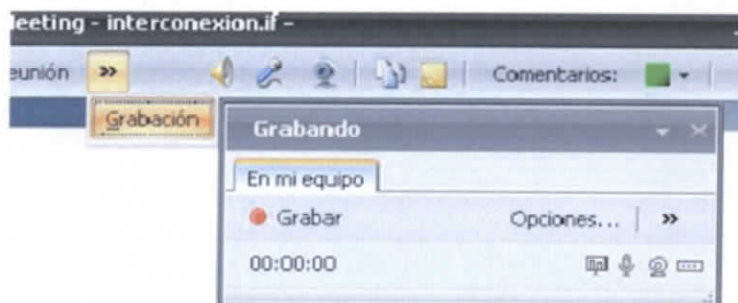 leeting - interconexion.if -
eunión »
Comentarios:
Grabación
Grabando
En mi equipo
Grabar
Opciones... »
00:00:00